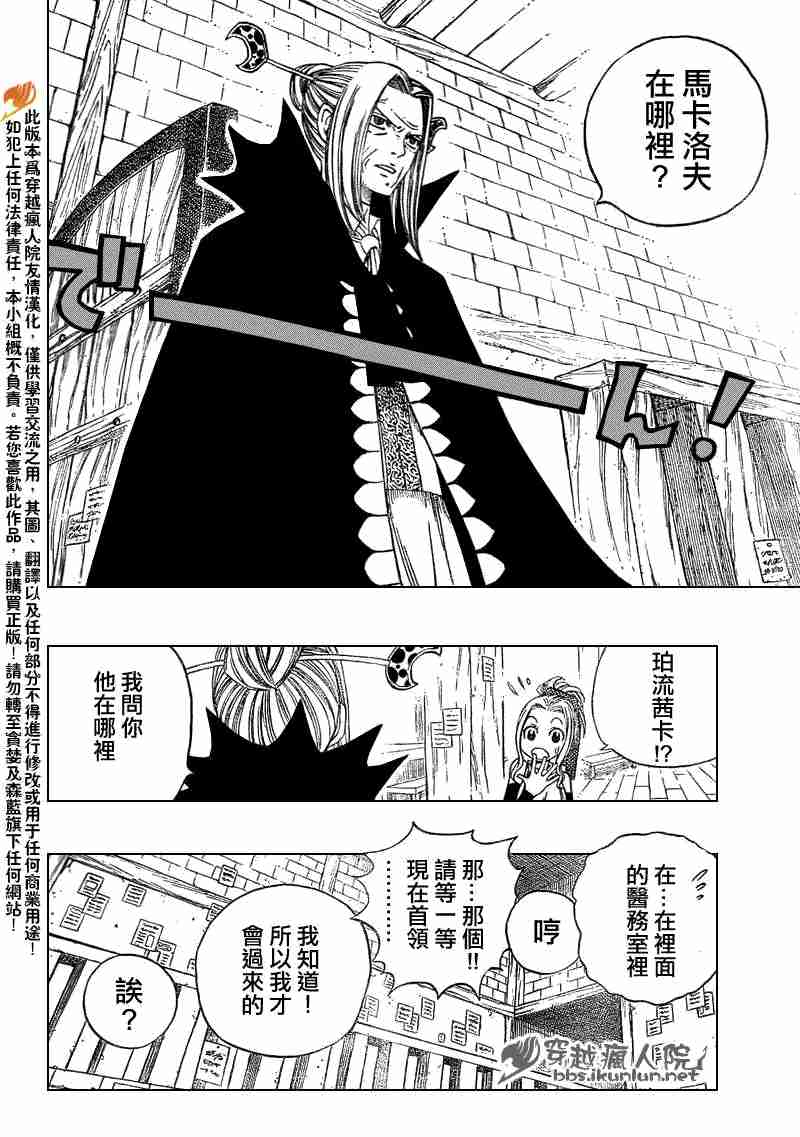 馬卡洛夫
在哪裡？
で
ーん！
珀流茜卡!?
我問你
他在哪裡
在…在裡面
的醫務室裡
哼
那…那個!!
請等一等
現在首領
…………
我知道！
所以我才
會過來的
誒？
此版本爲穿越瘋人院友情漢化，僅供學習交流之用，其圖、翻譯以及任何部分不得進行修改或用于任何商業用途！
如犯上任何法律責任，本小組概不負責。若您喜歡此作品，請購買正版！請勿轉至貪婪及森藍旗下任何網站！
穿越瘋人院
bbs.ikunlun.net